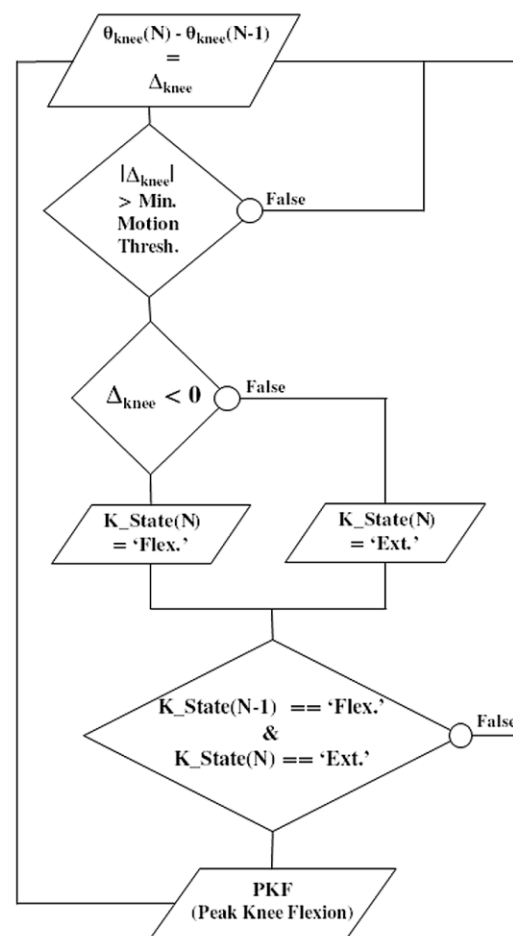 θknee(N) - θknee(N-1)
=
Δknee
|Δknee|
> Min.
Motion
Thresh.
False
Δknee < 0
False
K_State(N)
= ‘Flex.’
K_State(N)
= ‘Ext.’
K_State(N-1) == ‘Flex.’
&
K_State(N) == ‘Ext.’
False
PKF
(Peak Knee Flexion)